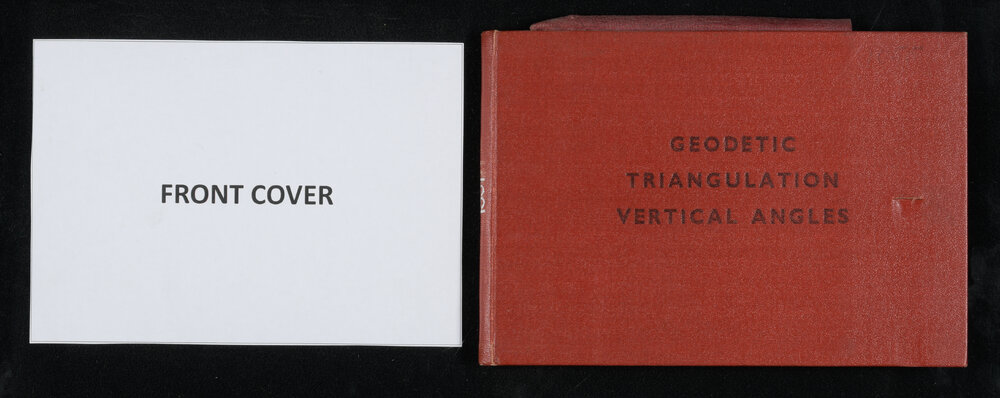 FRONT COVER
GEODETIC
TRIANGULATION
VERTICAL ANGLES